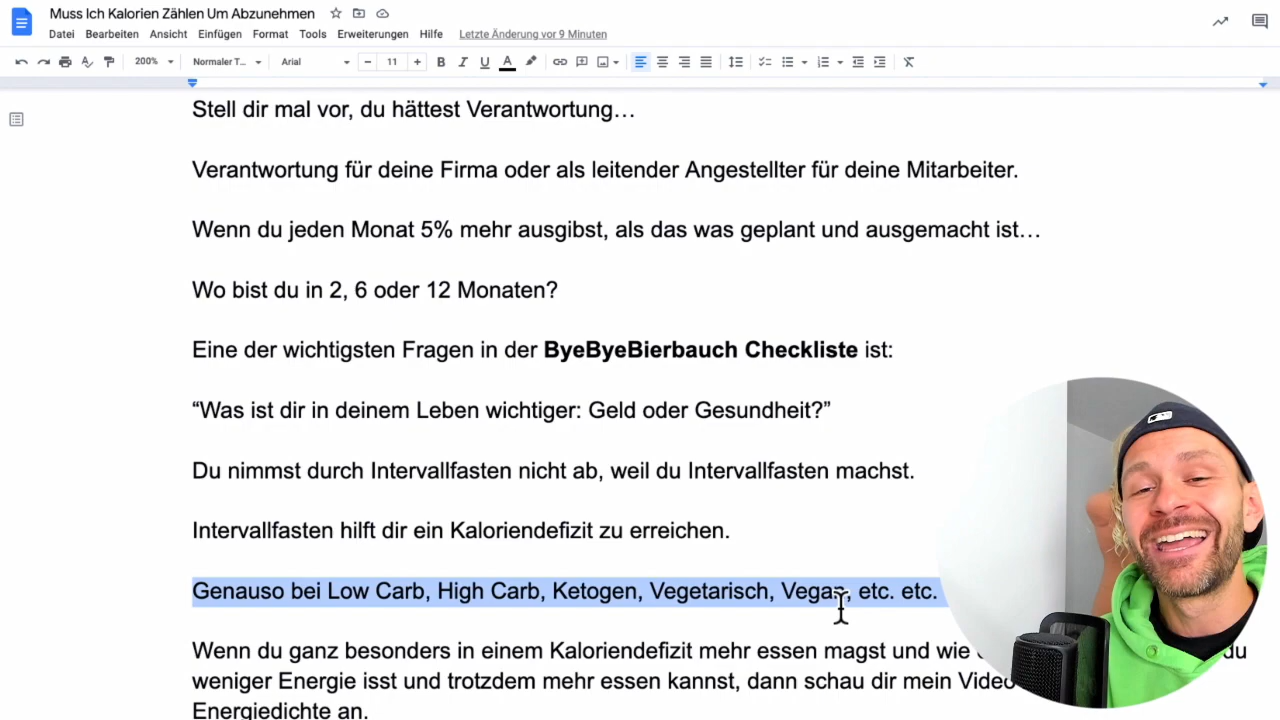 Muss Ich Kalorien Zählen Um Abzunehmen
Datei Bearbeiten Ansicht Einfügen Format Tools Erweiterungen Hilfe Letzte Änderung vor 9 Minuten
200% Normaler T... Arial 11
Stell dir mal vor, du hättest Verantwortung…
Verantwortung für deine Firma oder als leitender Angestellter für deine Mitarbeiter.
Wenn du jeden Monat 5% mehr ausgibst, als das was geplant und ausgemacht ist…
Wo bist du in 2, 6 oder 12 Monaten?
Eine der wichtigsten Fragen in der ByeByeBierbauch Checkliste ist:
“Was ist dir in deinem Leben wichtiger: Geld oder Gesundheit?”
Du nimmst durch Intervallfasten nicht ab, weil du Intervallfasten machst.
Intervallfasten hilft dir ein Kaloriendefizit zu erreichen.
Genauso bei Low Carb, High Carb, Ketogen, Vegetarisch, Vegan, etc. etc.
Wenn du ganz besonders in einem Kaloriendefizit mehr essen magst und wie du
weniger Energie isst und trotzdem mehr essen kannst, dann schau dir mein Video
Energiedichte an.